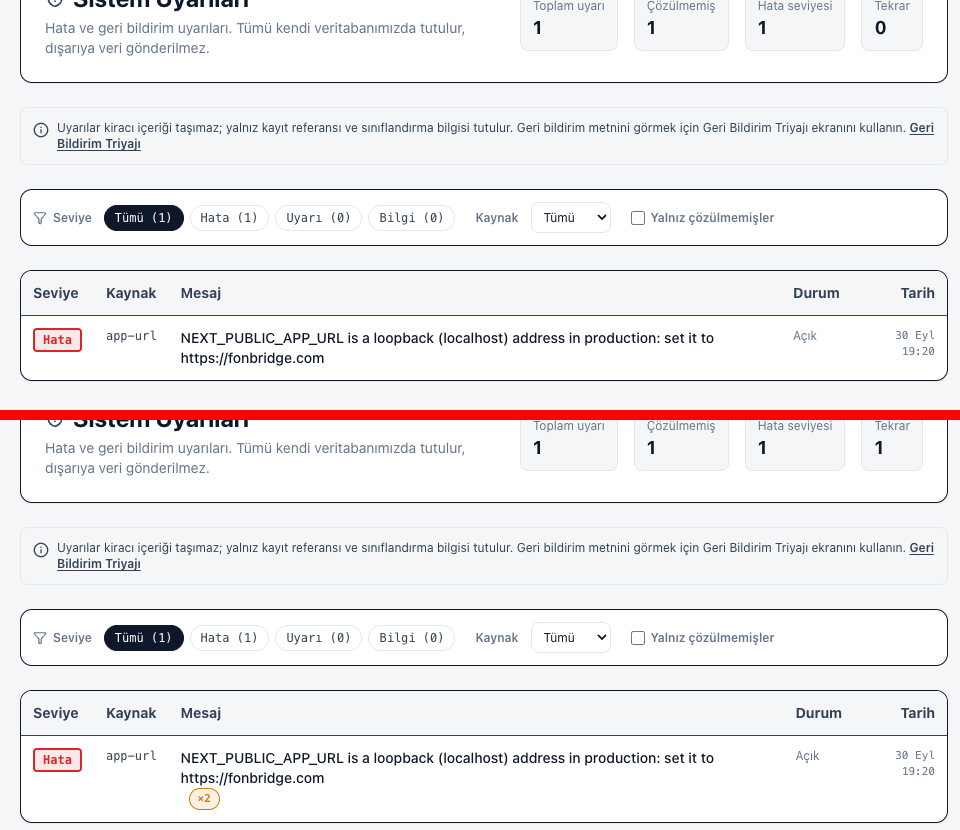 Sistem Uyarıları
Hata ve geri bildirim uyarıları. Tümü kendi veritabanımızda tutulur,
dışarıya veri gönderilmez.
Toplam uyarı
1
Çözülmemiş
1
Hata seviyesi
1
Tekrar
0
Uyarılar kiracı içeriği taşımaz; yalnız kayıt referansı ve sınıflandırma bilgisi tutulur. Geri bildirim metnini görmek için Geri Bildirim Triyajı ekranını kullanın. Geri
Bildirim Triyajı
Seviye Tümü (1) Hata (1) Uyarı (0) Bilgi (0) Kaynak Tümü Yalnız çözülmemişler
Seviye Kaynak Mesaj Durum Tarih
Hata app-url NEXT_PUBLIC_APP_URL is a loopback (localhost) address in production: set it to Açık 30 Eyl
https://fonbridge.com 19:20
Sistem Uyarıları
Hata ve geri bildirim uyarıları. Tümü kendi veritabanımızda tutulur,
dışarıya veri gönderilmez.
Toplam uyarı
1
Çözülmemiş
1
Hata seviyesi
1
Tekrar
1
Uyarılar kiracı içeriği taşımaz; yalnız kayıt referansı ve sınıflandırma bilgisi tutulur. Geri bildirim metnini görmek için Geri Bildirim Triyajı ekranını kullanın. Geri
Bildirim Triyajı
Seviye Tümü (1) Hata (1) Uyarı (0) Bilgi (0) Kaynak Tümü Yalnız çözülmemişler
Seviye Kaynak Mesaj Durum Tarih
Hata app-url NEXT_PUBLIC_APP_URL is a loopback (localhost) address in production: set it to Açık 30 Eyl
https://fonbridge.com 19:20
×2